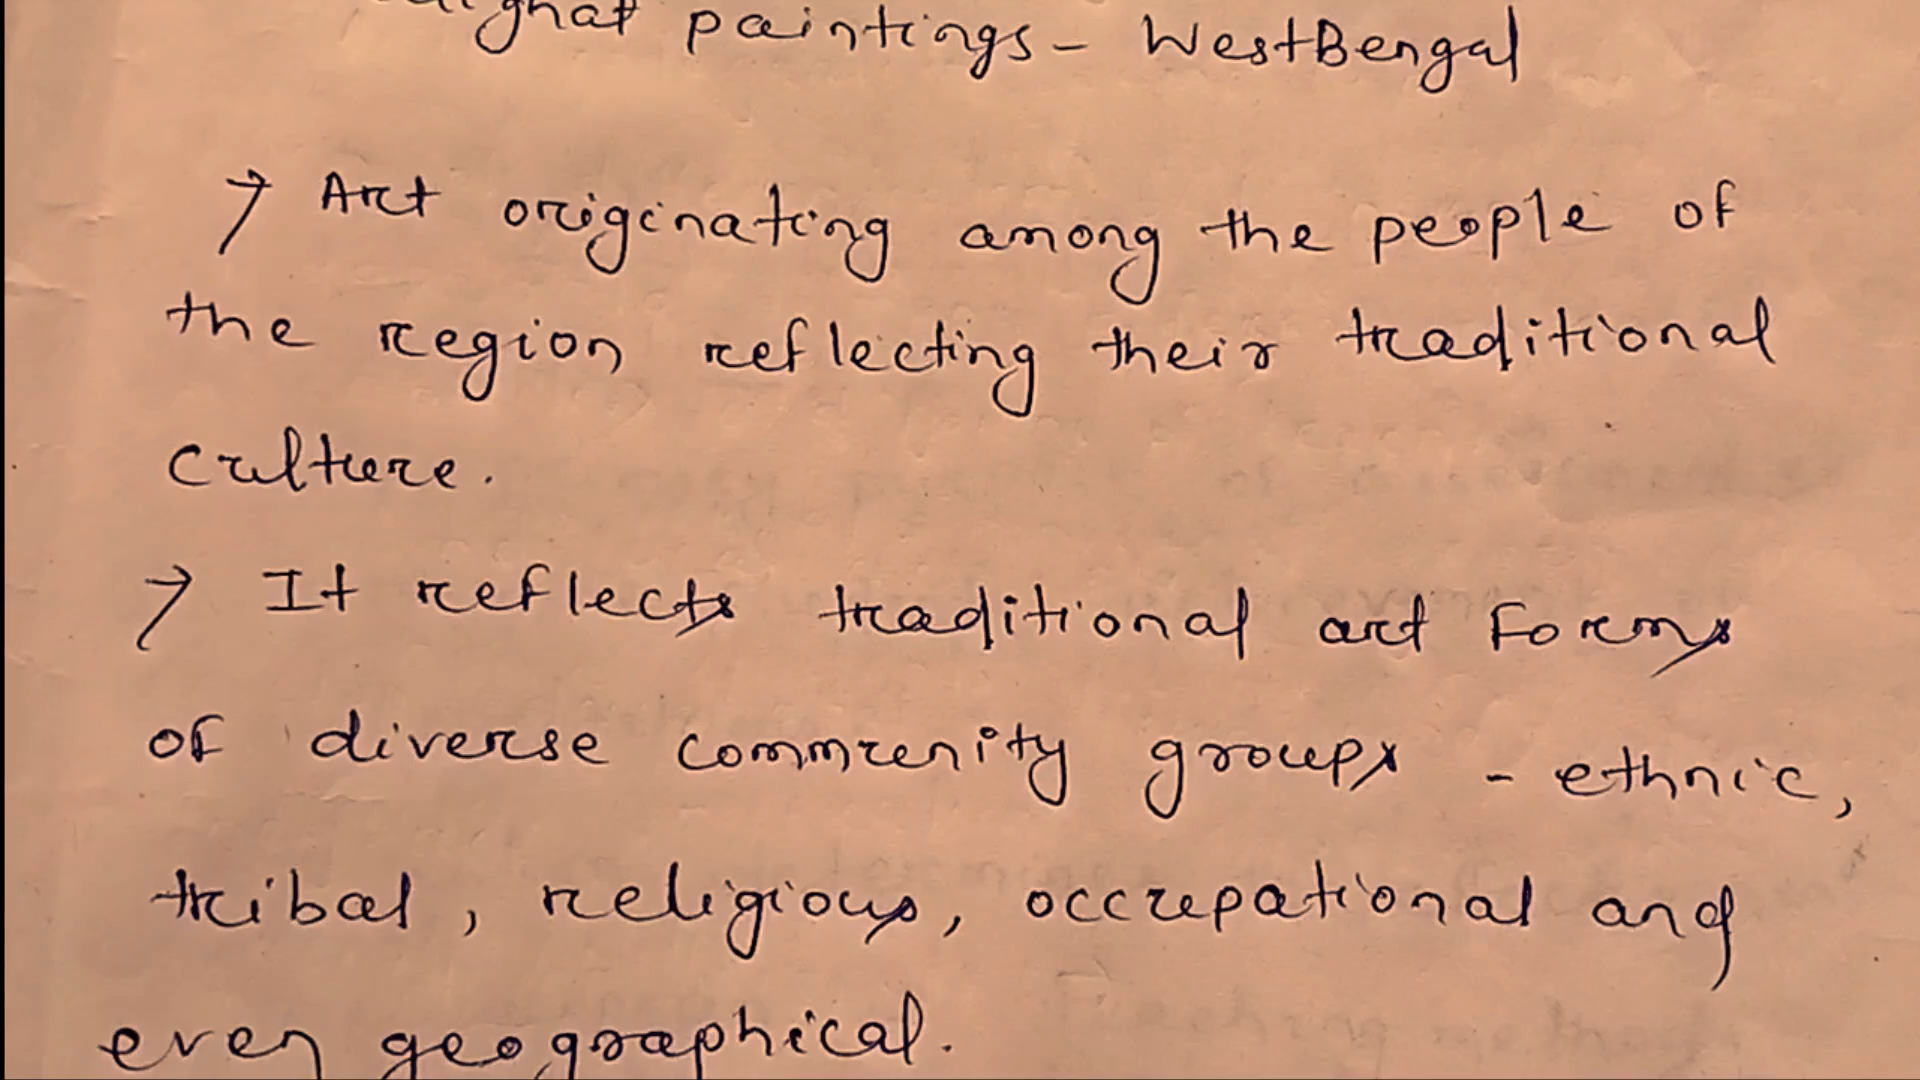 paintings - WestBengal
→ Art originating among the people of
the region reflecting their traditional
culture.
→ It reflects traditional art forms
of diverse community groups - ethnic,
tribal, religious, occupational and
even geographical.